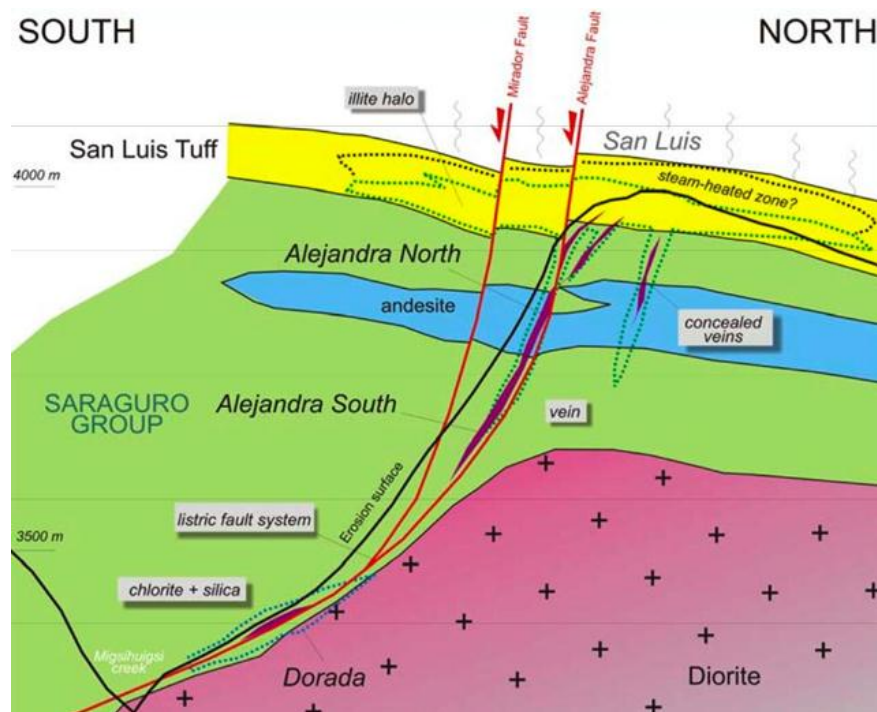 SOUTH
NORTH
Mirador Fault
Alejandra Fault
illite halo
San Luis Tuff
San Luis
4000 m
steam-heated zone?
Alejandra North
andesite
concealed
veins
SARAGURO
GROUP
Alejandra South
vein
Erosion surface
listric fault system
3500 m
chlorite + silica
Migsihuigsi
creek
Dorada
Diorite